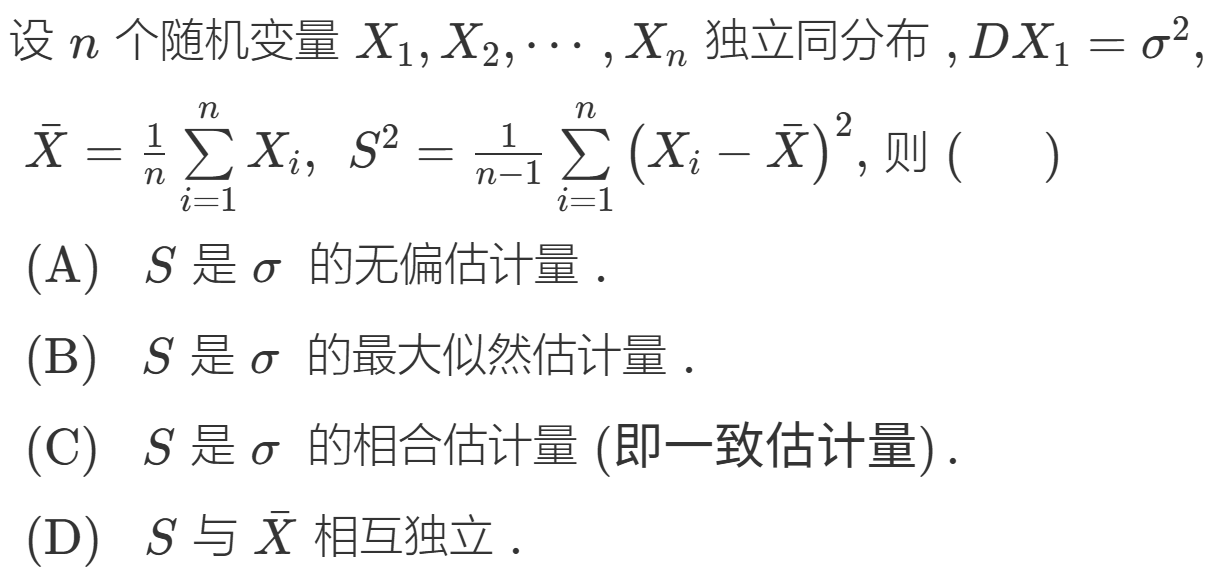 设 n 个随机变量 X₁, X₂, ⋯ , Xₙ 独立同分布 , DX₁ = σ²,
X̄ = 1/n ∑ᵢ₌₁ⁿ Xᵢ, S² = 1/(n−1) ∑ᵢ₌₁ⁿ (Xᵢ − X̄)², 则 ( )
(A) S 是 σ 的无偏估计量 .
(B) S 是 σ 的最大似然估计量 .
(C) S 是 σ 的相合估计量 (即一致估计量) .
(D) S 与 X̄ 相互独立 .